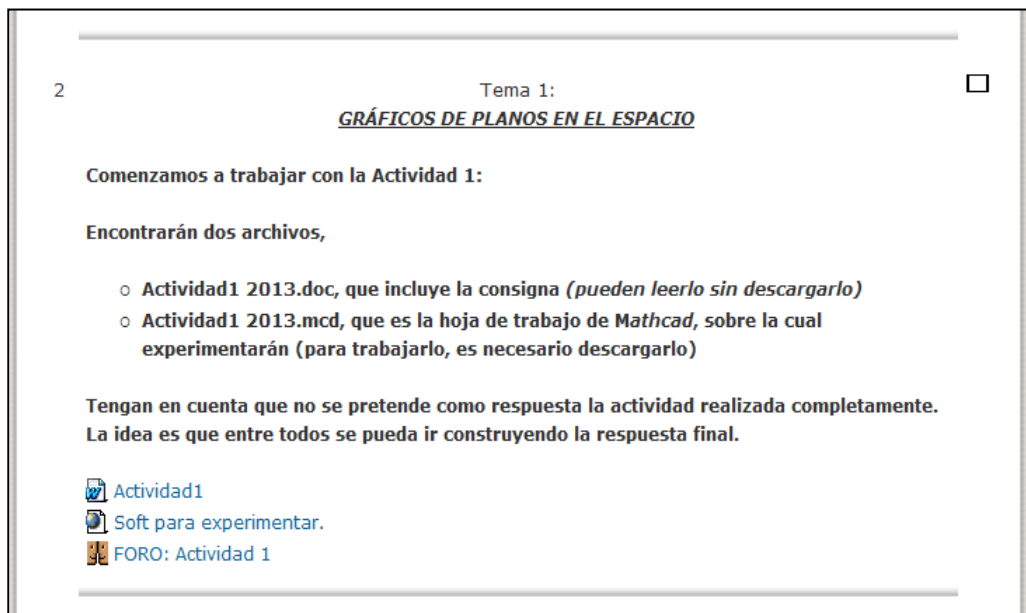 2
Tema 1:
GRÁFICOS DE PLANOS EN EL ESPACIO
Comenzamos a trabajar con la Actividad 1:
Encontrarán dos archivos,
o Actividad1 2013.doc, que incluye la consigna (pueden leerlo sin descargarlo)
o Actividad1 2013.mcd, que es la hoja de trabajo de Mathcad, sobre la cual
experimentarán (para trabajarlo, es necesario descargarlo)
Tengan en cuenta que no se pretende como respuesta la actividad realizada completamente.
La idea es que entre todos se pueda ir construyendo la respuesta final.
Actividad1
Soft para experimentar.
FORO: Actividad 1